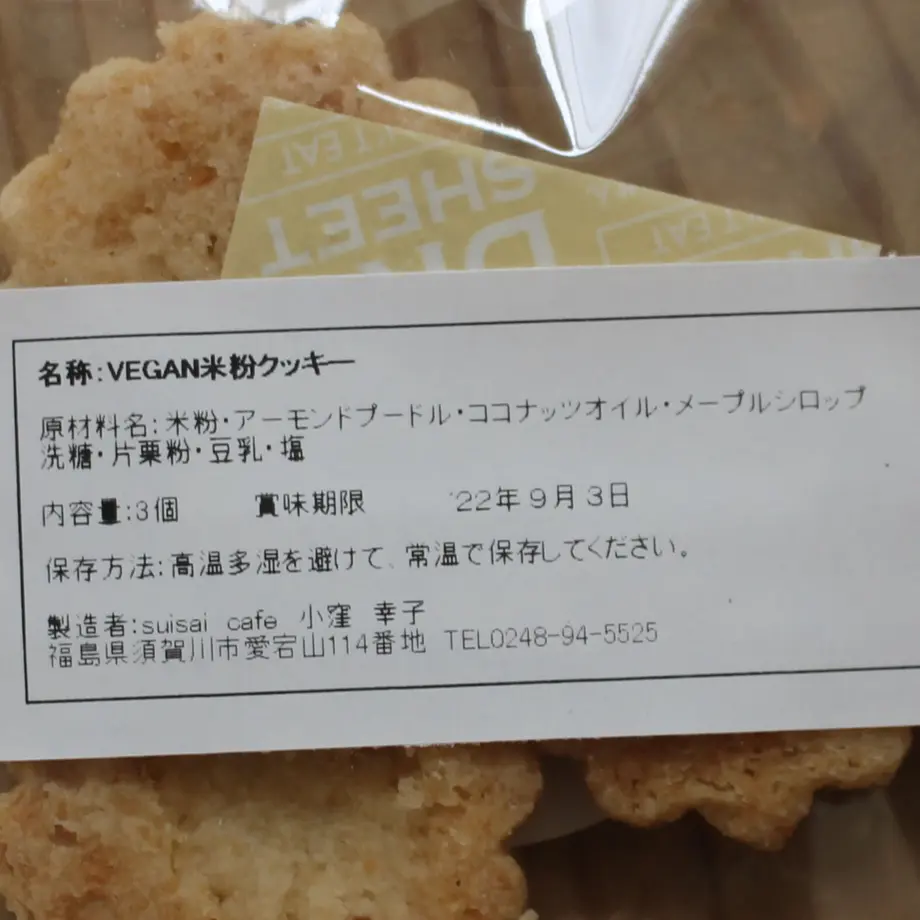 EAT
SHEET
EAT
名称:VEGAN米粉クッキー
原材料名:米粉・アーモンドプードル・ココナッツオイル・メープルシロップ
洗糖・片栗粉・豆乳・塩
内容量:3個 賞味期限 '22年9月3日
保存方法:高温多湿を避けて、常温で保存してください。
製造者:suisai cafe 小窪 幸子
福島県須賀川市愛宕山114番地 TEL0248-94-5525